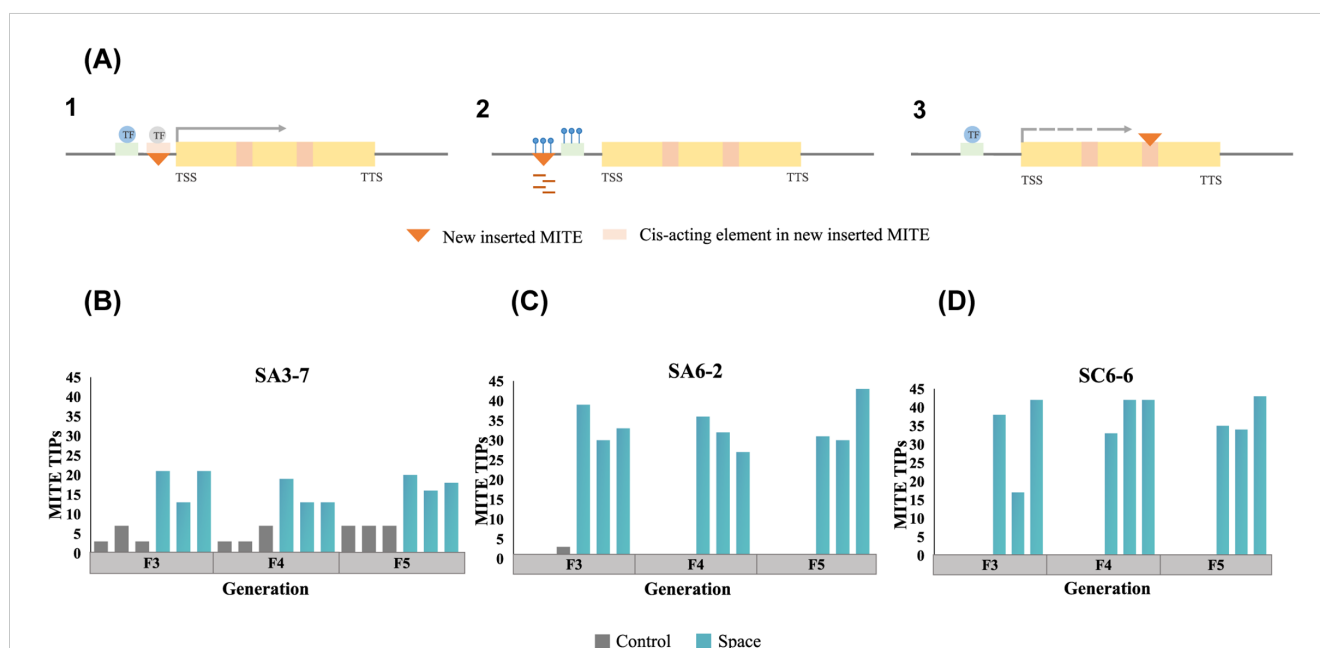 (A)
1 2 3
TF TF TF
TSS TTS TSS TTS TSS TTS
New inserted MITE Cis-acting element in new inserted MITE
(B) (C) (D)
SA3-7
45
40
35
30
25
20
15
10
5
0
MITE TIPs
F3 F4 F5
Generation
SA6-2
45
40
35
30
25
20
15
10
5
0
MITE TIPs
F3 F4 F5
Generation
SC6-6
45
40
35
30
25
20
15
10
5
0
MITE TIPs
F3 F4 F5
Generation
Control Space